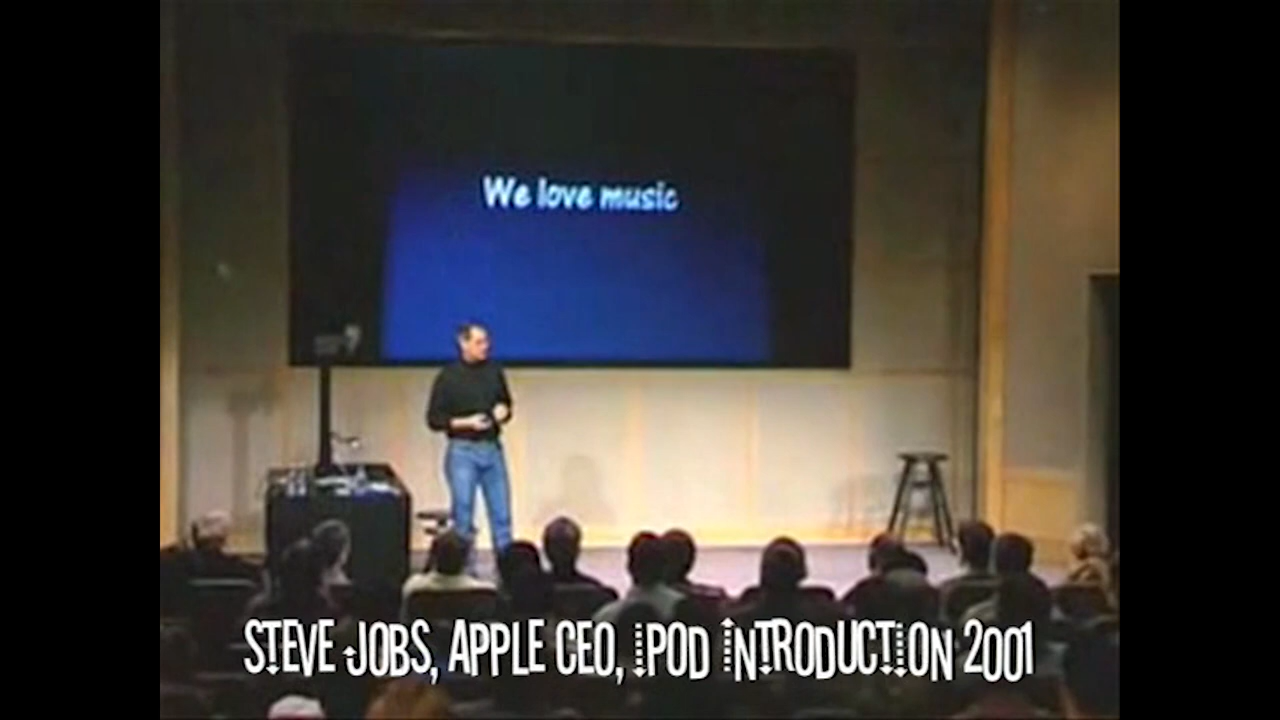 We love music
STEVE JOBS, APPLE CEO, IPOD INTRODUCTION 2001